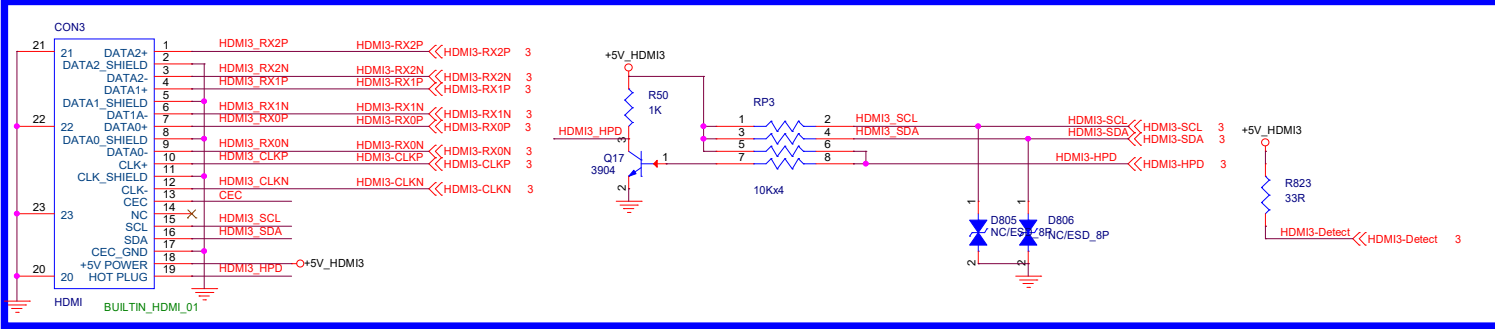 CON3
21 21 DATA2+ 1 HDMI3_RX2P HDMI3-RX2P HDMI3-RX2P 3
DATA2_SHIELD 2
DATA2- 3 HDMI3_RX2N HDMI3-RX2N HDMI3-RX2N 3
DATA1+ 4 HDMI3_RX1P HDMI3-RX1P HDMI3-RX1P 3
DATA1_SHIELD 5
DAT1A- 6 HDMI3_RX1N HDMI3-RX1N HDMI3-RX1N 3
22 22 DATA0+ 7 HDMI3_RX0P HDMI3-RX0P HDMI3-RX0P 3
DATA0_SHIELD 8
DATA0- 9 HDMI3_RX0N HDMI3-RX0N HDMI3-RX0N 3
CLK+ 10 HDMI3_CLKP HDMI3-CLKP HDMI3-CLKP 3
CLK_SHIELD 11
CLK- 12 HDMI3_CLKN HDMI3-CLKN HDMI3-CLKN 3
CEC 13 CEC
23 23 NC 14
SCL 15 HDMI3_SCL
SDA 16 HDMI3_SDA
CEC_GND 17
+5V POWER 18 +5V_HDMI3
20 20 HOT PLUG 19 HDMI3_HPD
HDMI
BUILTIN_HDMI_01
+5V_HDMI3
R50
1K
HDMI3_HPD
3
Q17
3904
1
2
RP3
1 2 HDMI3_SCL HDMI3-SCL HDMI3-SCL 3
3 4 HDMI3_SDA HDMI3-SDA HDMI3-SDA 3
5 6
7 8 HDMI3-HPD HDMI3-HPD 3
10Kx4
1 1
D805 D806
NC/ESD_8P NC/ESD_8P
2 2
+5V_HDMI3
R823
33R
HDMI3-Detect HDMI3-Detect 3